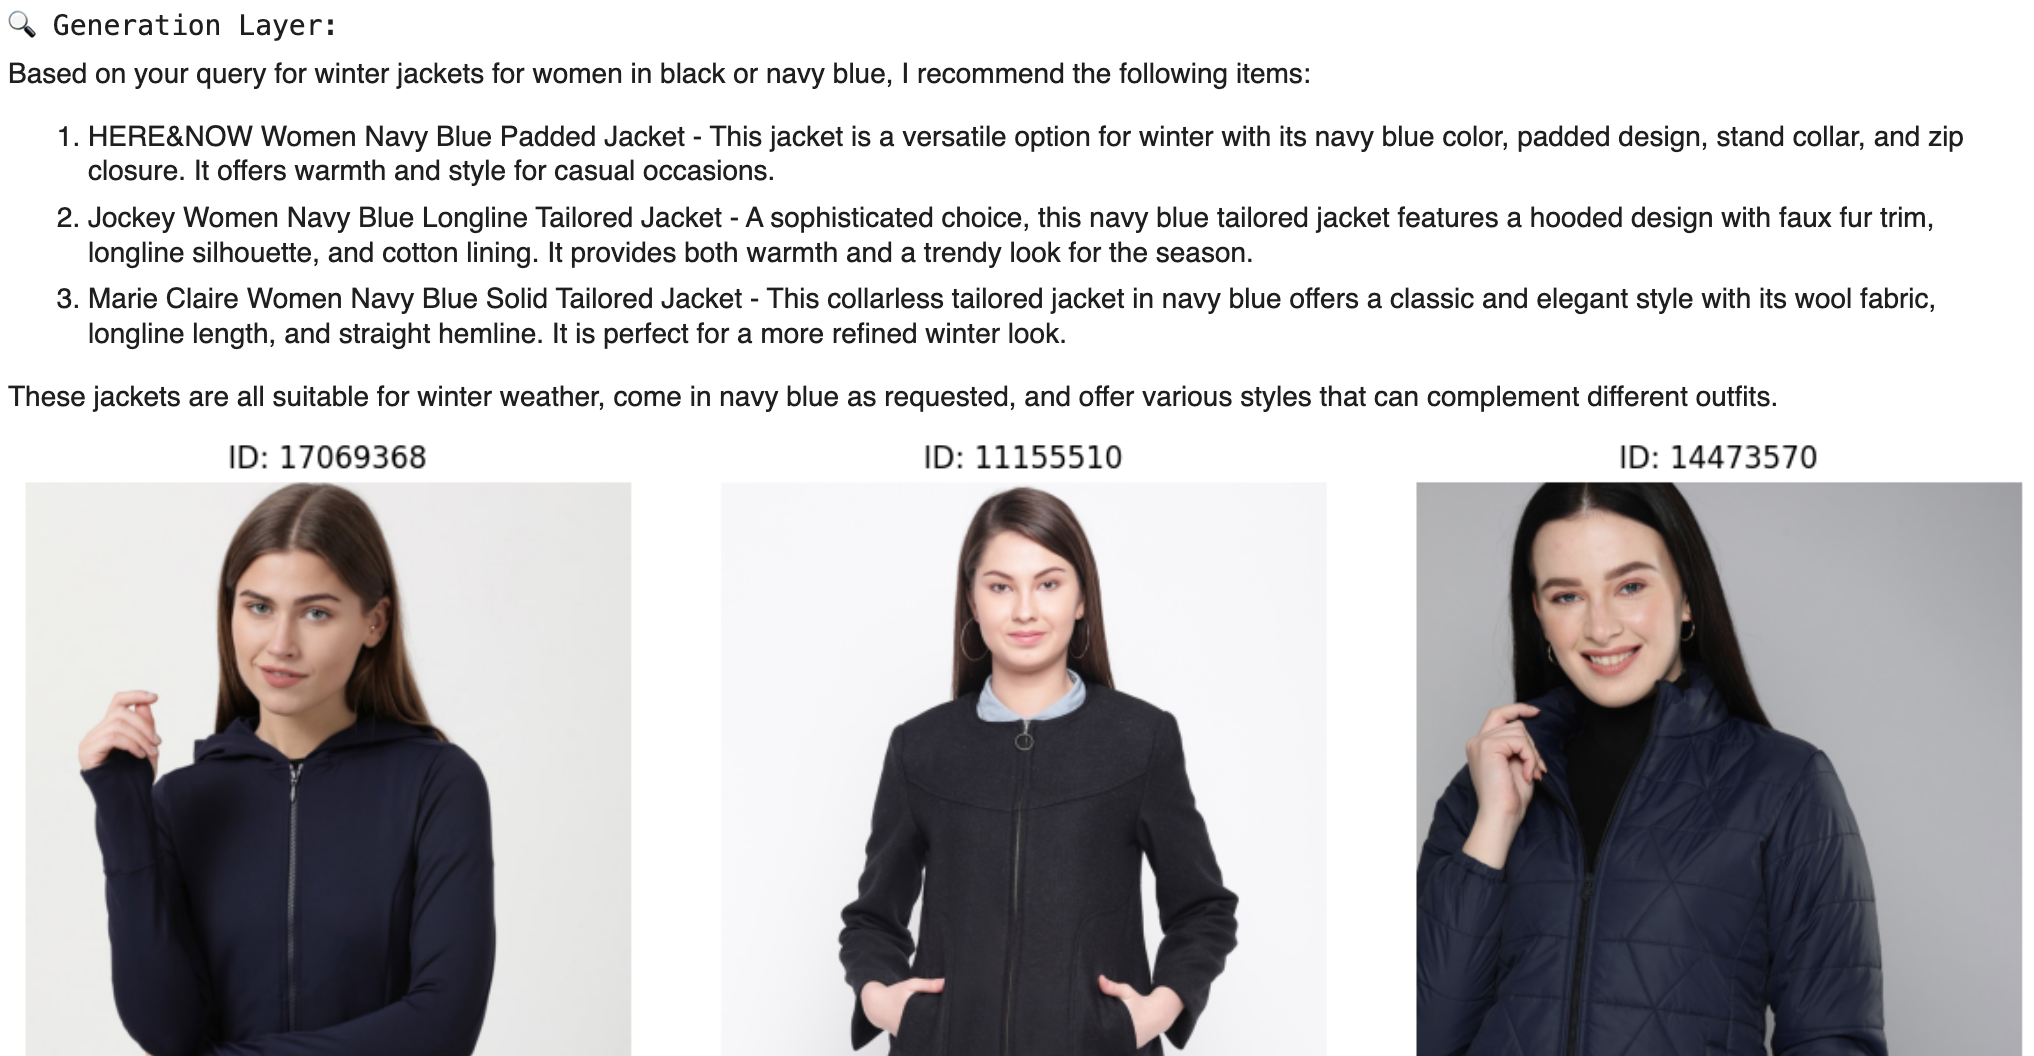 🔍 Generation Layer:
Based on your query for winter jackets for women in black or navy blue, I recommend the following items:
1. HERE&NOW Women Navy Blue Padded Jacket - This jacket is a versatile option for winter with its navy blue color, padded design, stand collar, and zip
closure. It offers warmth and style for casual occasions.
2. Jockey Women Navy Blue Longline Tailored Jacket - A sophisticated choice, this navy blue tailored jacket features a hooded design with faux fur trim,
longline silhouette, and cotton lining. It provides both warmth and a trendy look for the season.
3. Marie Claire Women Navy Blue Solid Tailored Jacket - This collarless tailored jacket in navy blue offers a classic and elegant style with its wool fabric,
longline length, and straight hemline. It is perfect for a more refined winter look.
These jackets are all suitable for winter weather, come in navy blue as requested, and offer various styles that can complement different outfits.
ID: 17069368
ID: 11155510
ID: 14473570